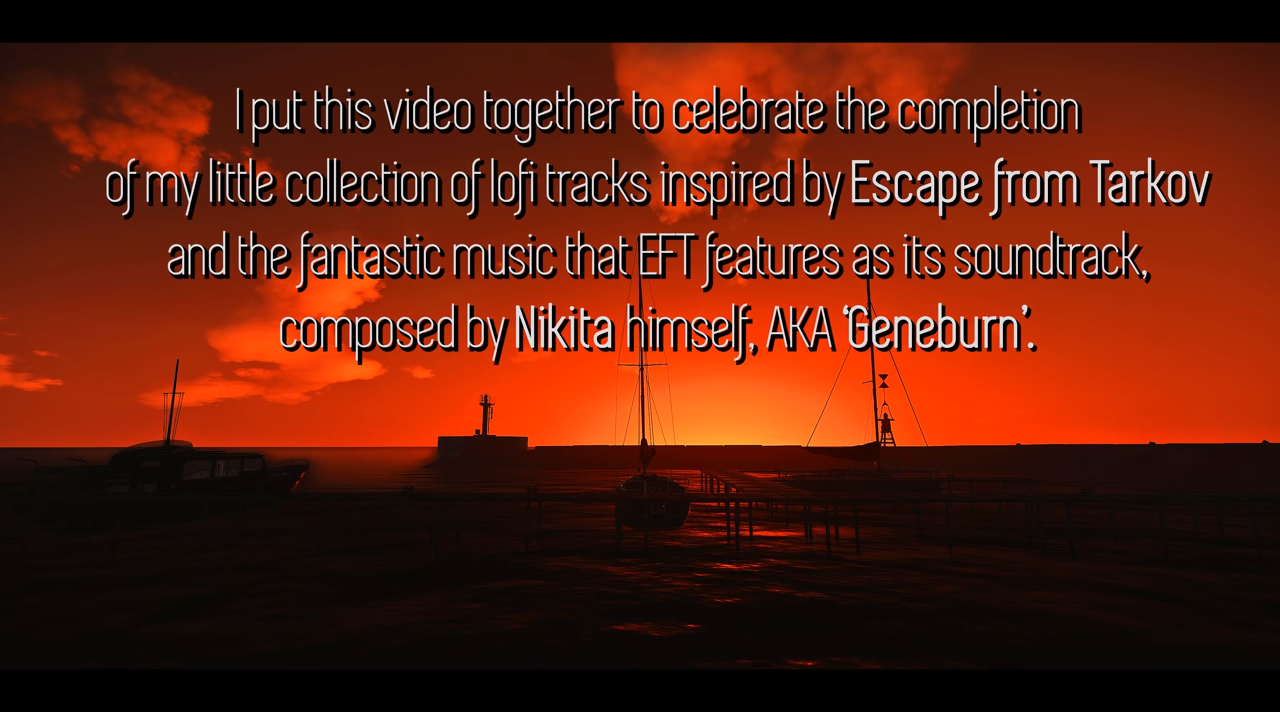 I put this video together to celebrate the completion
of my little collection of lofi tracks inspired by Escape from Tarkov
and the fantastic music that EFT features as its soundtrack,
composed by Nikita himself, AKA ‘Geneburn’.